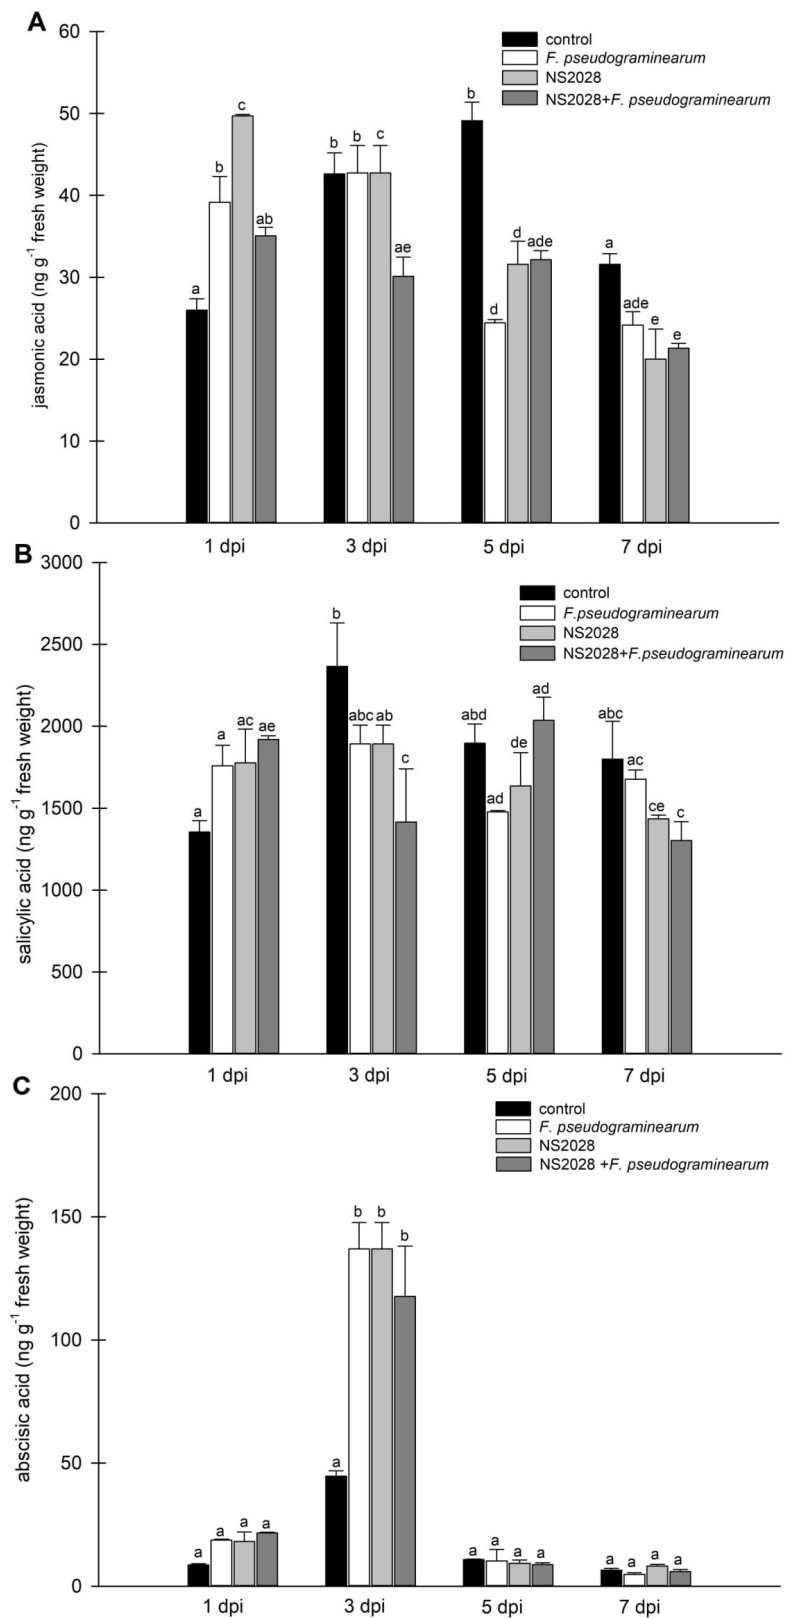 A
60
control
F. pseudograminearum
NS2028
NS2028+F. pseudograminearum
50
40
30
20
10
0
jasmonic acid (ng g⁻¹ fresh weight)
a b c ab
b b c ae
b d d ade
a ade e e
1 dpi 3 dpi 5 dpi 7 dpi
B
3000
control
F.pseudograminearum
NS2028
NS2028+F.pseudograminearum
2500
2000
1500
1000
500
0
salicylic acid (ng g⁻¹ fresh weight)
a a ac ae
b abc ab c
abd ad de ad
abc ac ce c
1 dpi 3 dpi 5 dpi 7 dpi
C
200
control
F. pseudograminearum
NS2028
NS2028 +F. pseudograminearum
150
100
50
0
abscisic acid (ng g⁻¹ fresh weight)
a a a a
a b b b
a a a a
a a a a
1 dpi 3 dpi 5 dpi 7 dpi